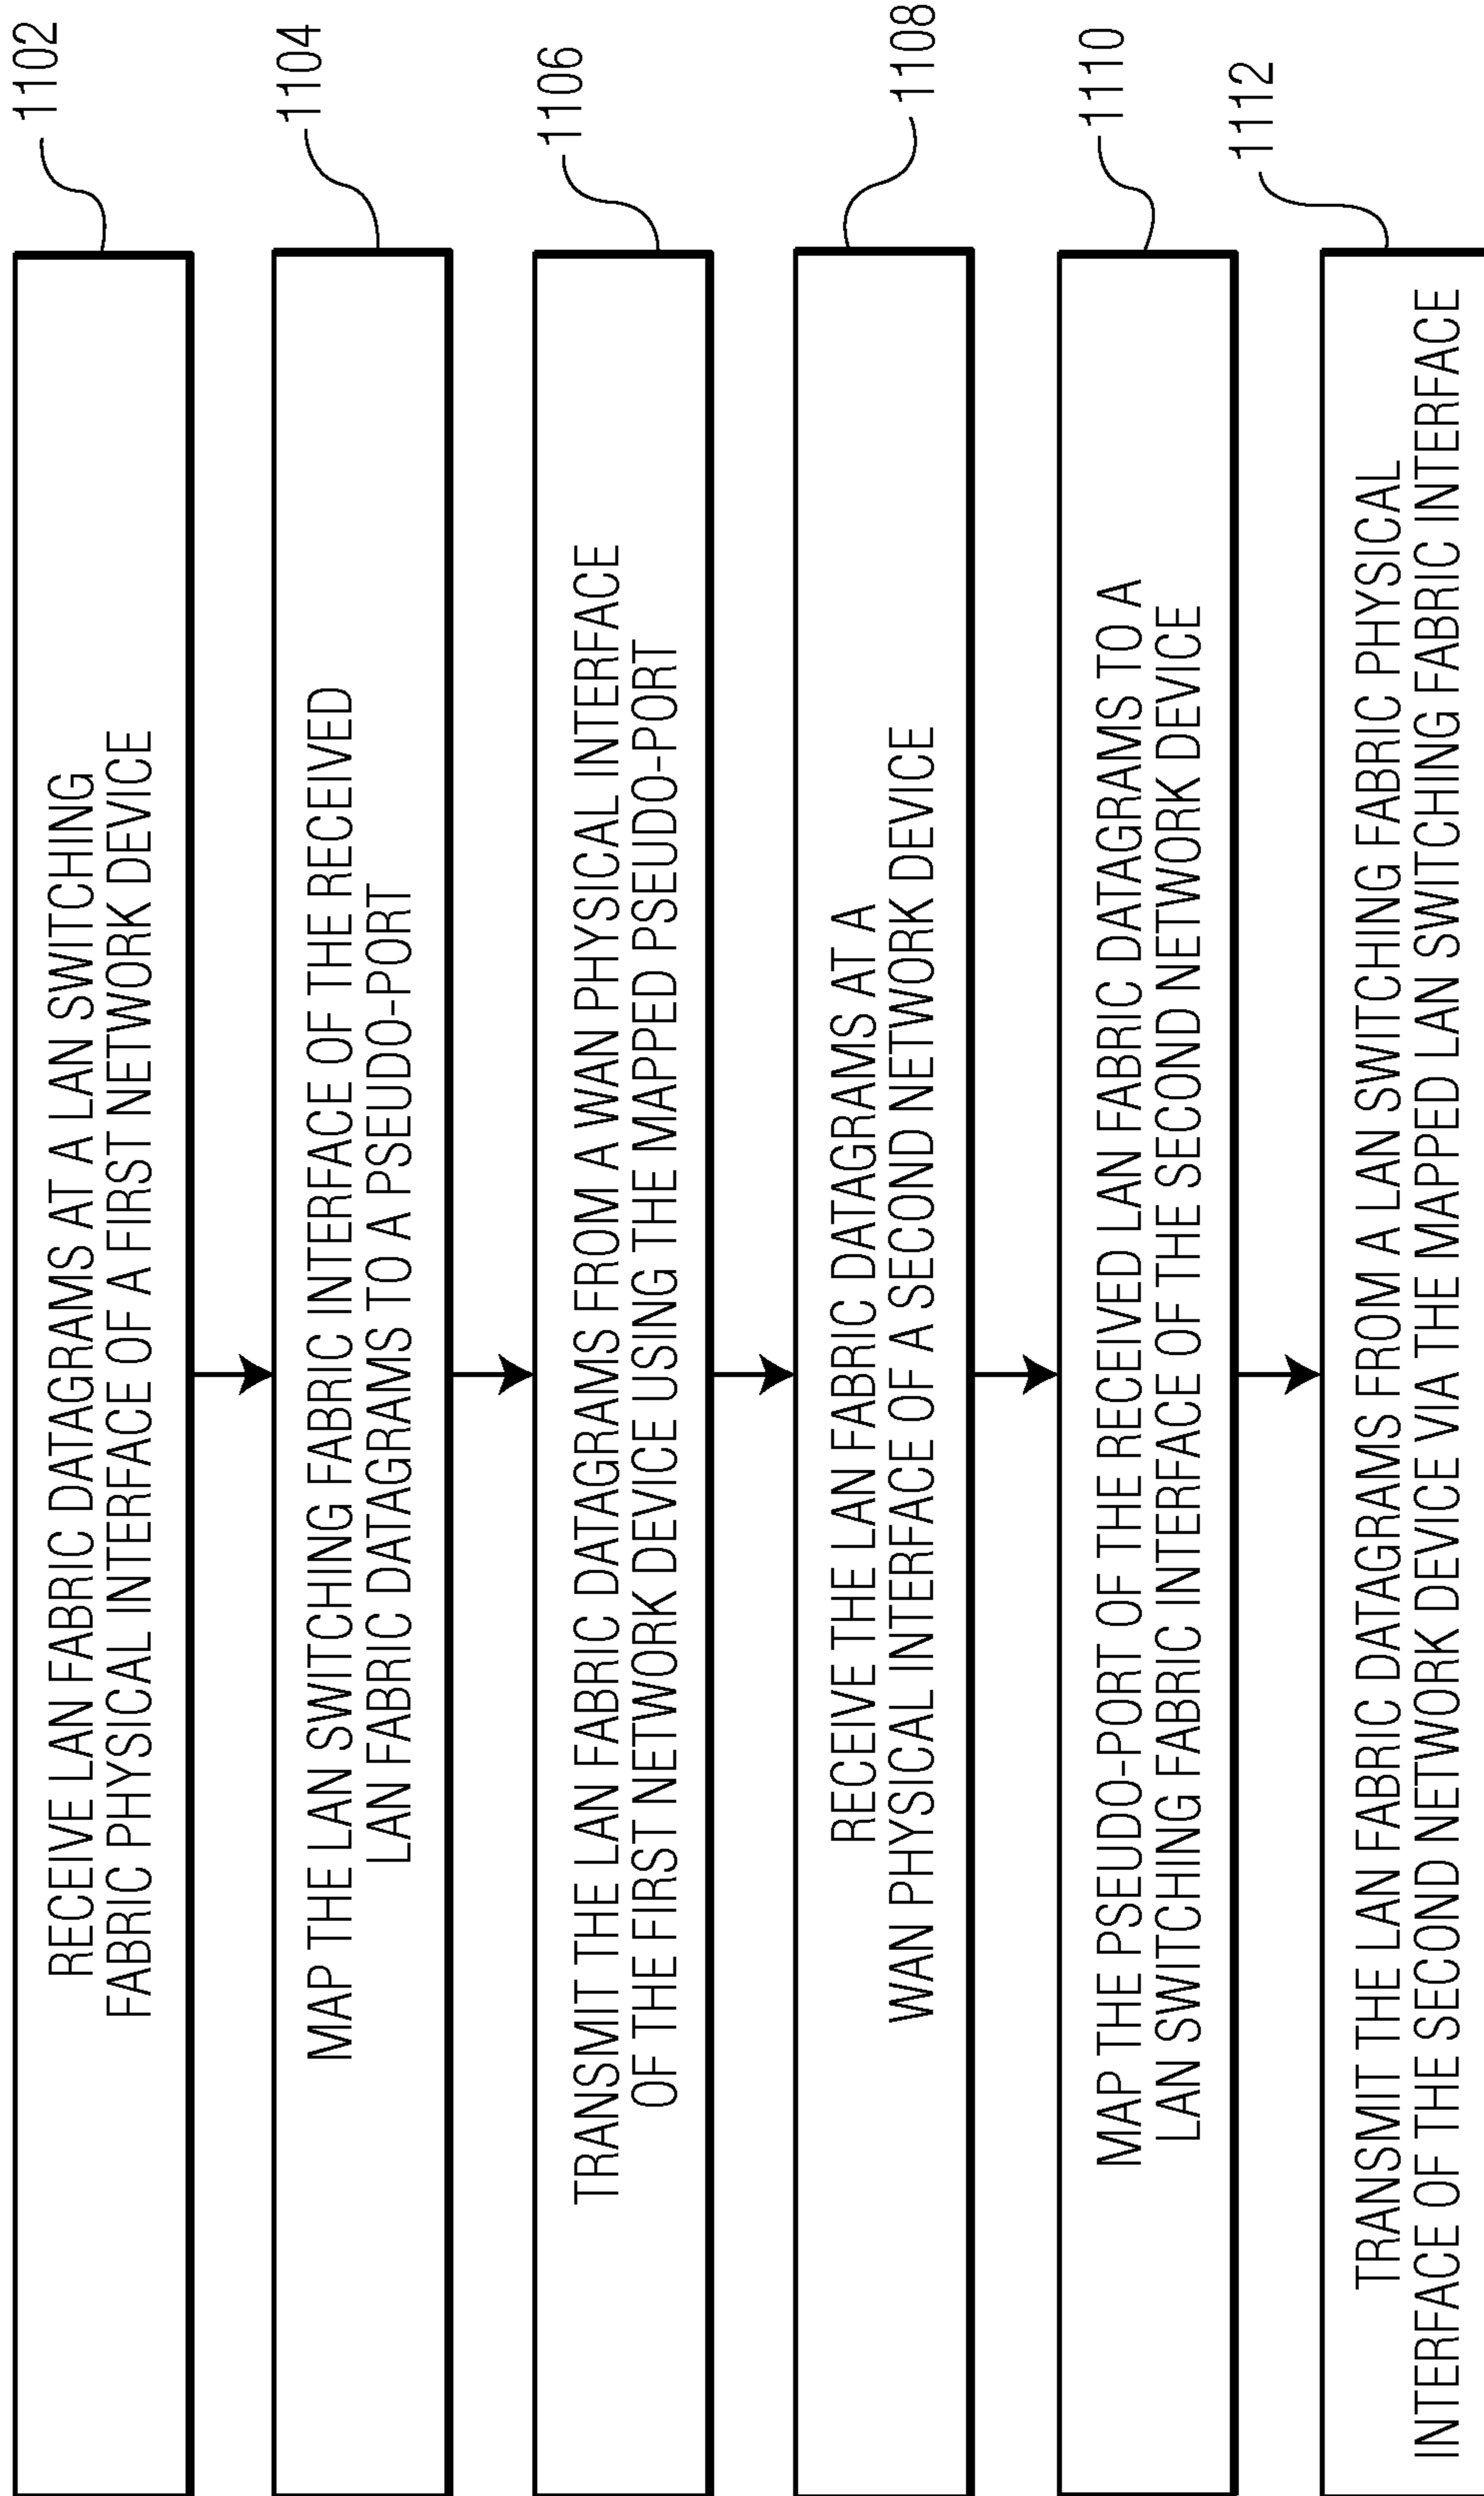 RECEIVE LAN FABRIC DATAGRAMS AT A LAN SWITCHING
FABRIC PHYSICAL INTERFACE OF A FIRST NETWORK DEVICE
1102
MAP THE LAN SWITCHING FABRIC INTERFACE OF THE RECEIVED
LAN FABRIC DATAGRAMS TO A PSEUDO-PORT
1104
TRANSMIT THE LAN FABRIC DATAGRAMS FROM A WAN PHYSICAL INTERFACE
OF THE FIRST NETWORK DEVICE USING THE MAPPED PSEUDO-PORT
1106
RECEIVE THE LAN FABRIC DATAGRAMS AT A
WAN PHYSICAL INTERFACE OF A SECOND NETWORK DEVICE
1108
MAP THE PSEUDO-PORT OF THE RECEIVED LAN FABRIC DATAGRAMS TO A
LAN SWITCHING FABRIC INTERFACE OF THE SECOND NETWORK DEVICE
1110
TRANSMIT THE LAN FABRIC DATAGRAMS FROM A LAN SWITCHING FABRIC PHYSICAL
INTERFACE OF THE SECOND NETWORK DEVICE VIA THE MAPPED LAN SWITCHING FABRIC INTERFACE
1112